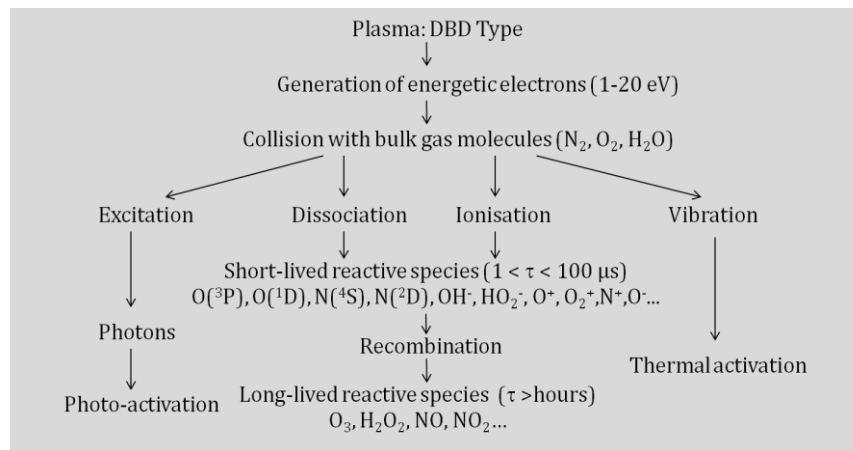 Plasma: DBD Type
Generation of energetic electrons (1-20 eV)
Collision with bulk gas molecules (N₂, O₂, H₂O)
Excitation
Dissociation
Ionisation
Vibration
Short-lived reactive species (1 < τ < 100 μs)
O(³P), O(¹D), N(⁴S), N(²D), OH⁻, HO₂⁻, O⁺, O₂⁺,N⁺,O⁻...
Photons
Recombination
Thermal activation
Photo-activation
Long-lived reactive species (τ >hours)
O₃, H₂O₂, NO, NO₂...